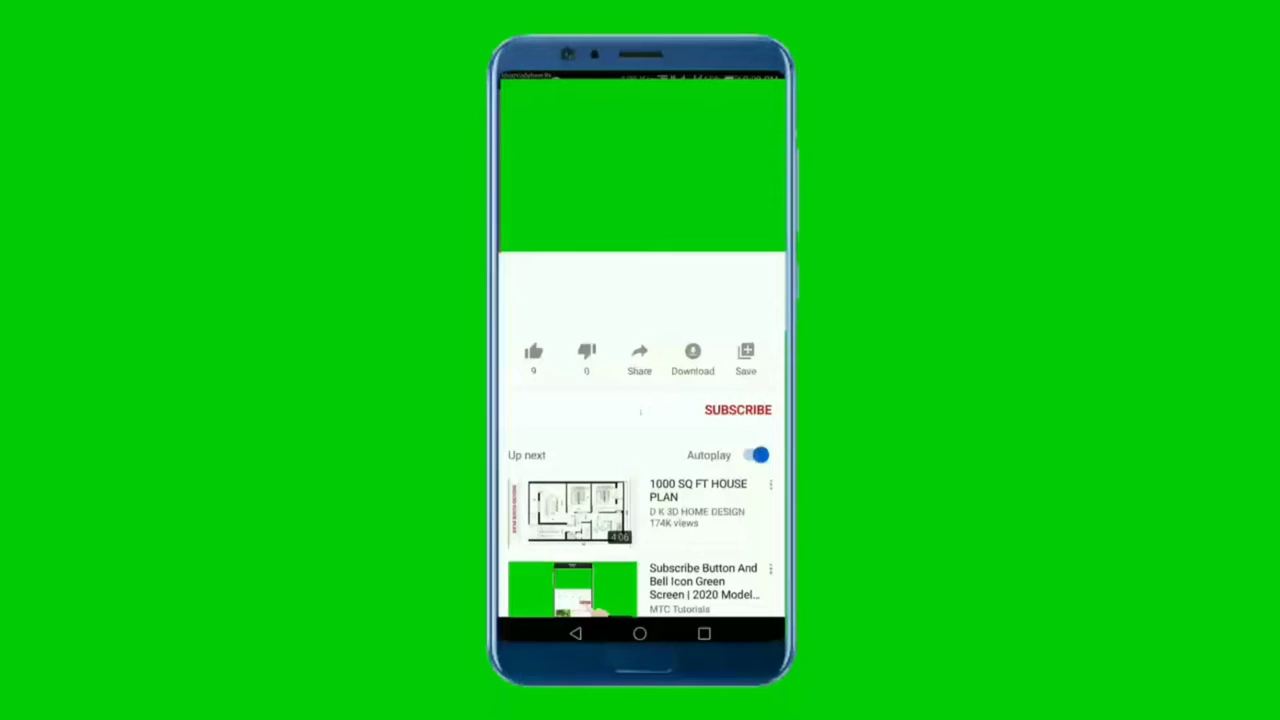 9
0
Share
Download
Save
SUBSCRIBE
Up next
Autoplay
1000 SQ FT HOUSE
PLAN
D K 3D HOME DESIGN
174K views
4:06
Subscribe Button And
Bell Icon Green
Screen | 2020 Model...
MTC Tutorials